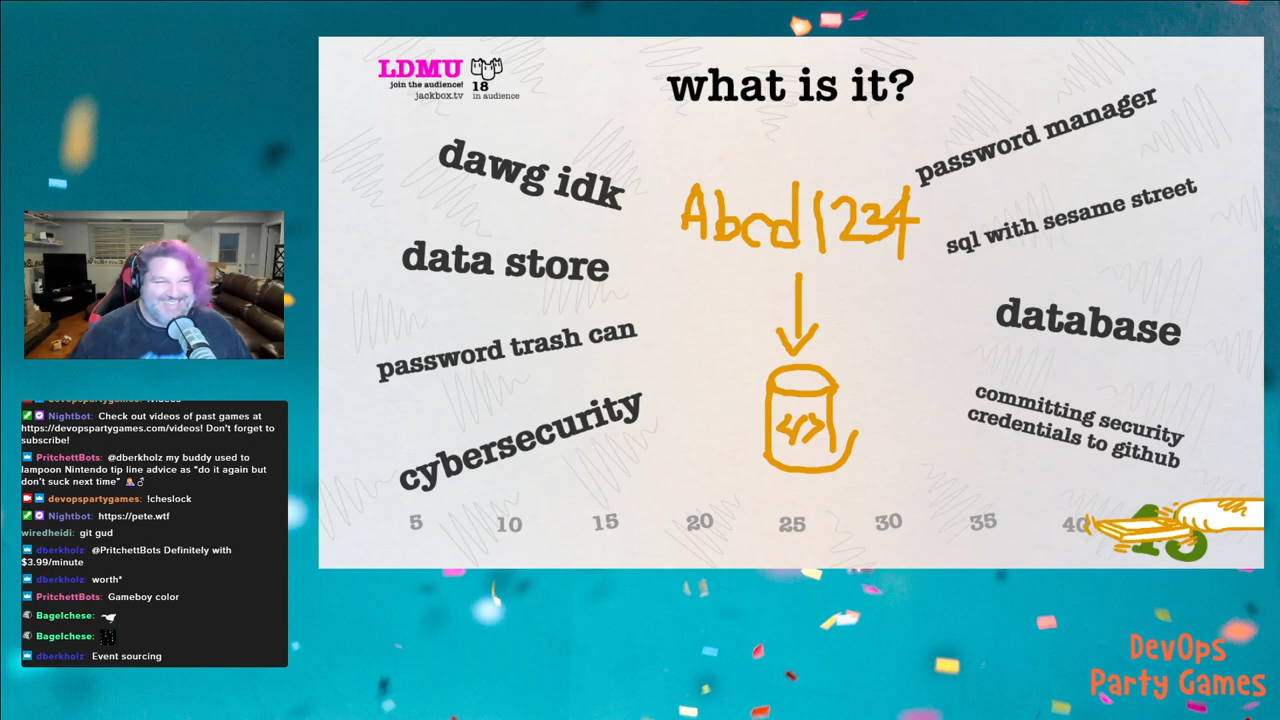 LDMU
join the audience!
jackbox.tv
18
in audience
what is it?
dawg idk
data store
password trash can
cybersecurity
Abcd1234
</>
password manager
sql with sesame street
database
committing security
credentials to github
5 10 15 20 25 30 35 40
Nightbot: Check out videos of past games at
https://devopspartygames.com/videos! Don't forget to
subscribe!
PritchettBots: @dberkholz my buddy used to
lampoon Nintendo tip line advice as "do it again but
don't suck next time"
devopspartygames: !cheslock
Nightbot: https://pete.wtf
wiredheidi: git gud
dberkholz: @PritchettBots Definitely with
$3.99/minute
dberkholz: worth*
PritchettBots: Gameboy color
Bagelchese:
Bagelchese:
dberkholz: Event sourcing
DevOps
Party Games